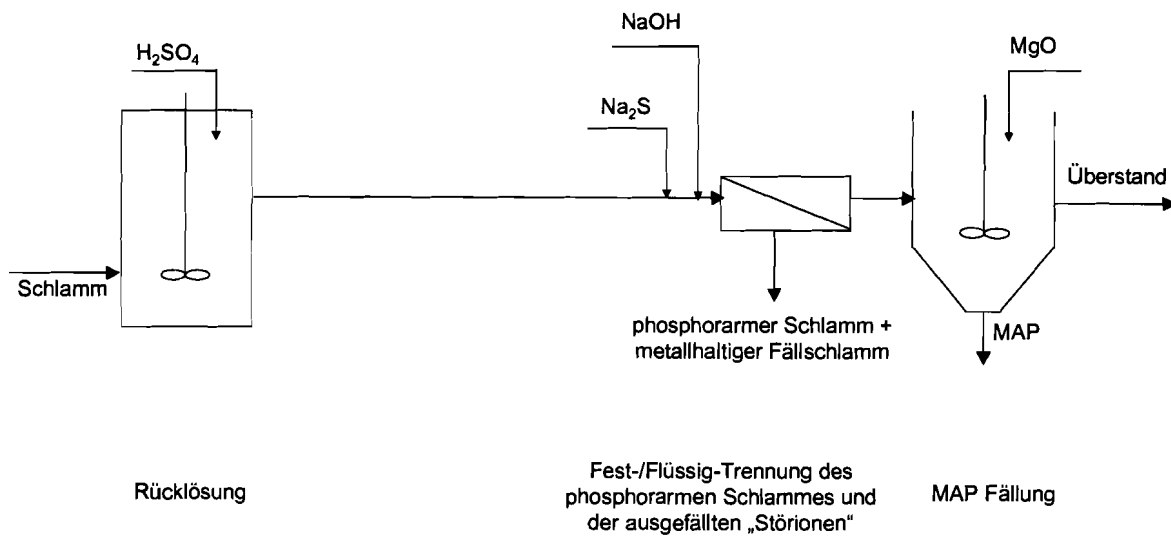 NaOH
H₂SO₄
MgO
Na₂S
Überstand
Schlamm
phosphorarmer Schlamm +
metallhaltiger Fällschlamm
MAP
Rücklösung
Fest-/Flüssig-Trennung des
phosphorarmen Schlammes und
der ausgefällten „Störionen“
MAP Fällung